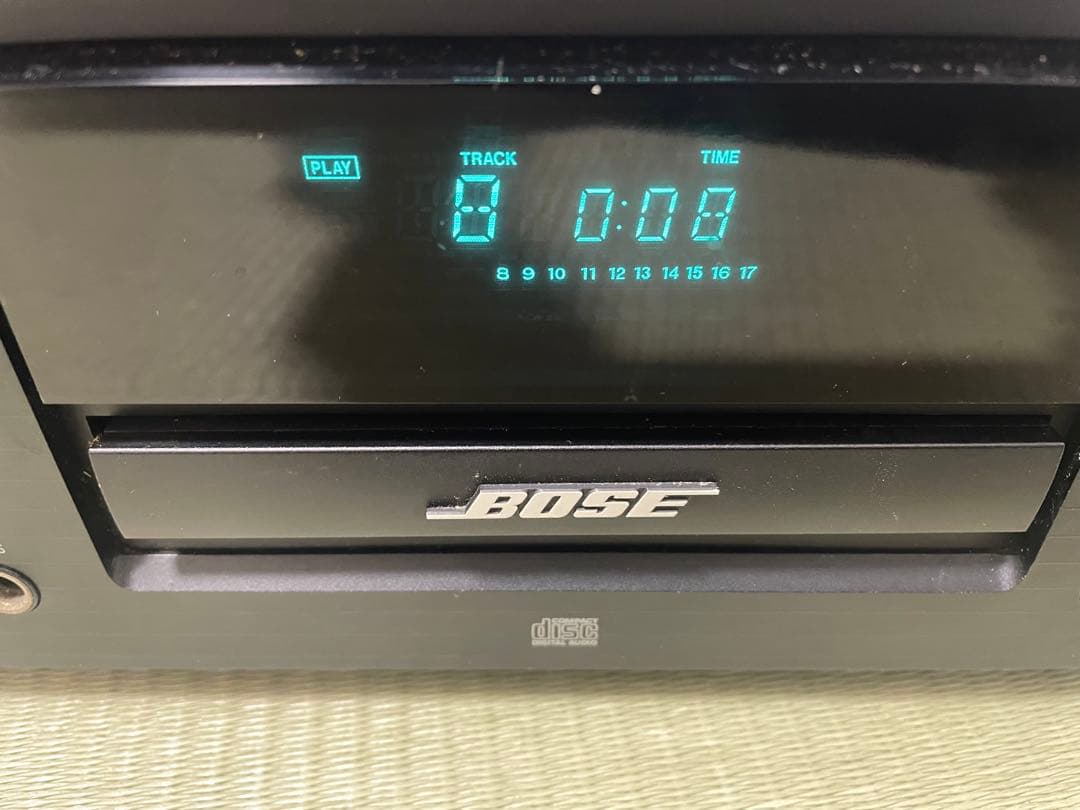 PLAY
TRACK
TIME
8
0:08
8 9 10 11 12 13 14 15 16 17
BOSE
COMPACT
disc
DIGITAL AUDIO